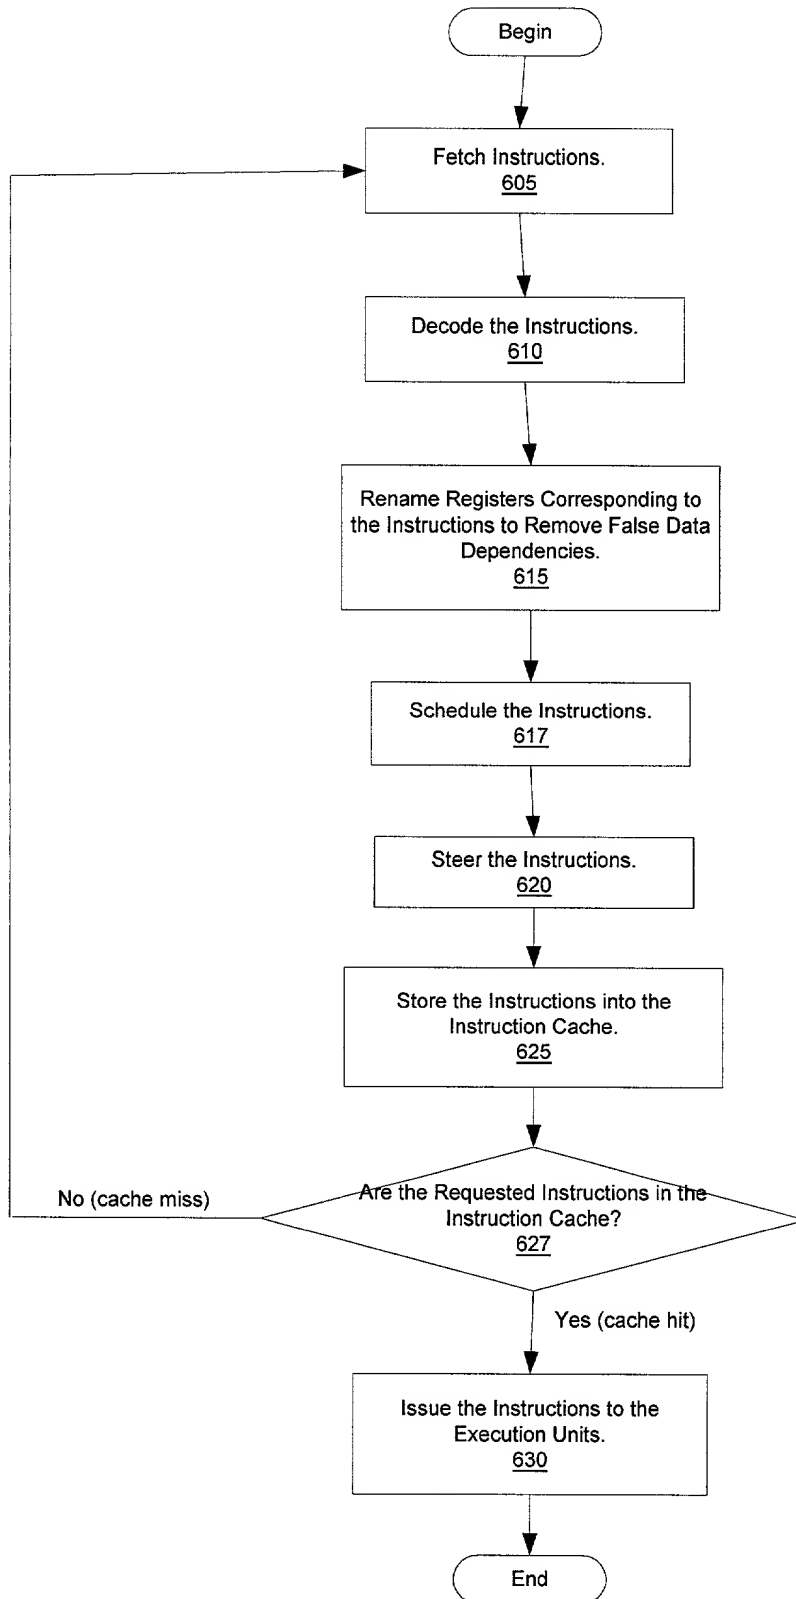 Begin
Fetch Instructions.
605
Decode the Instructions.
610
Rename Registers Corresponding to
the Instructions to Remove False Data
Dependencies.
615
Schedule the Instructions.
617
Steer the Instructions.
620
Store the Instructions into the
Instruction Cache.
625
Are the Requested Instructions in the
Instruction Cache?
627
No (cache miss)
Yes (cache hit)
Issue the Instructions to the
Execution Units.
630
End